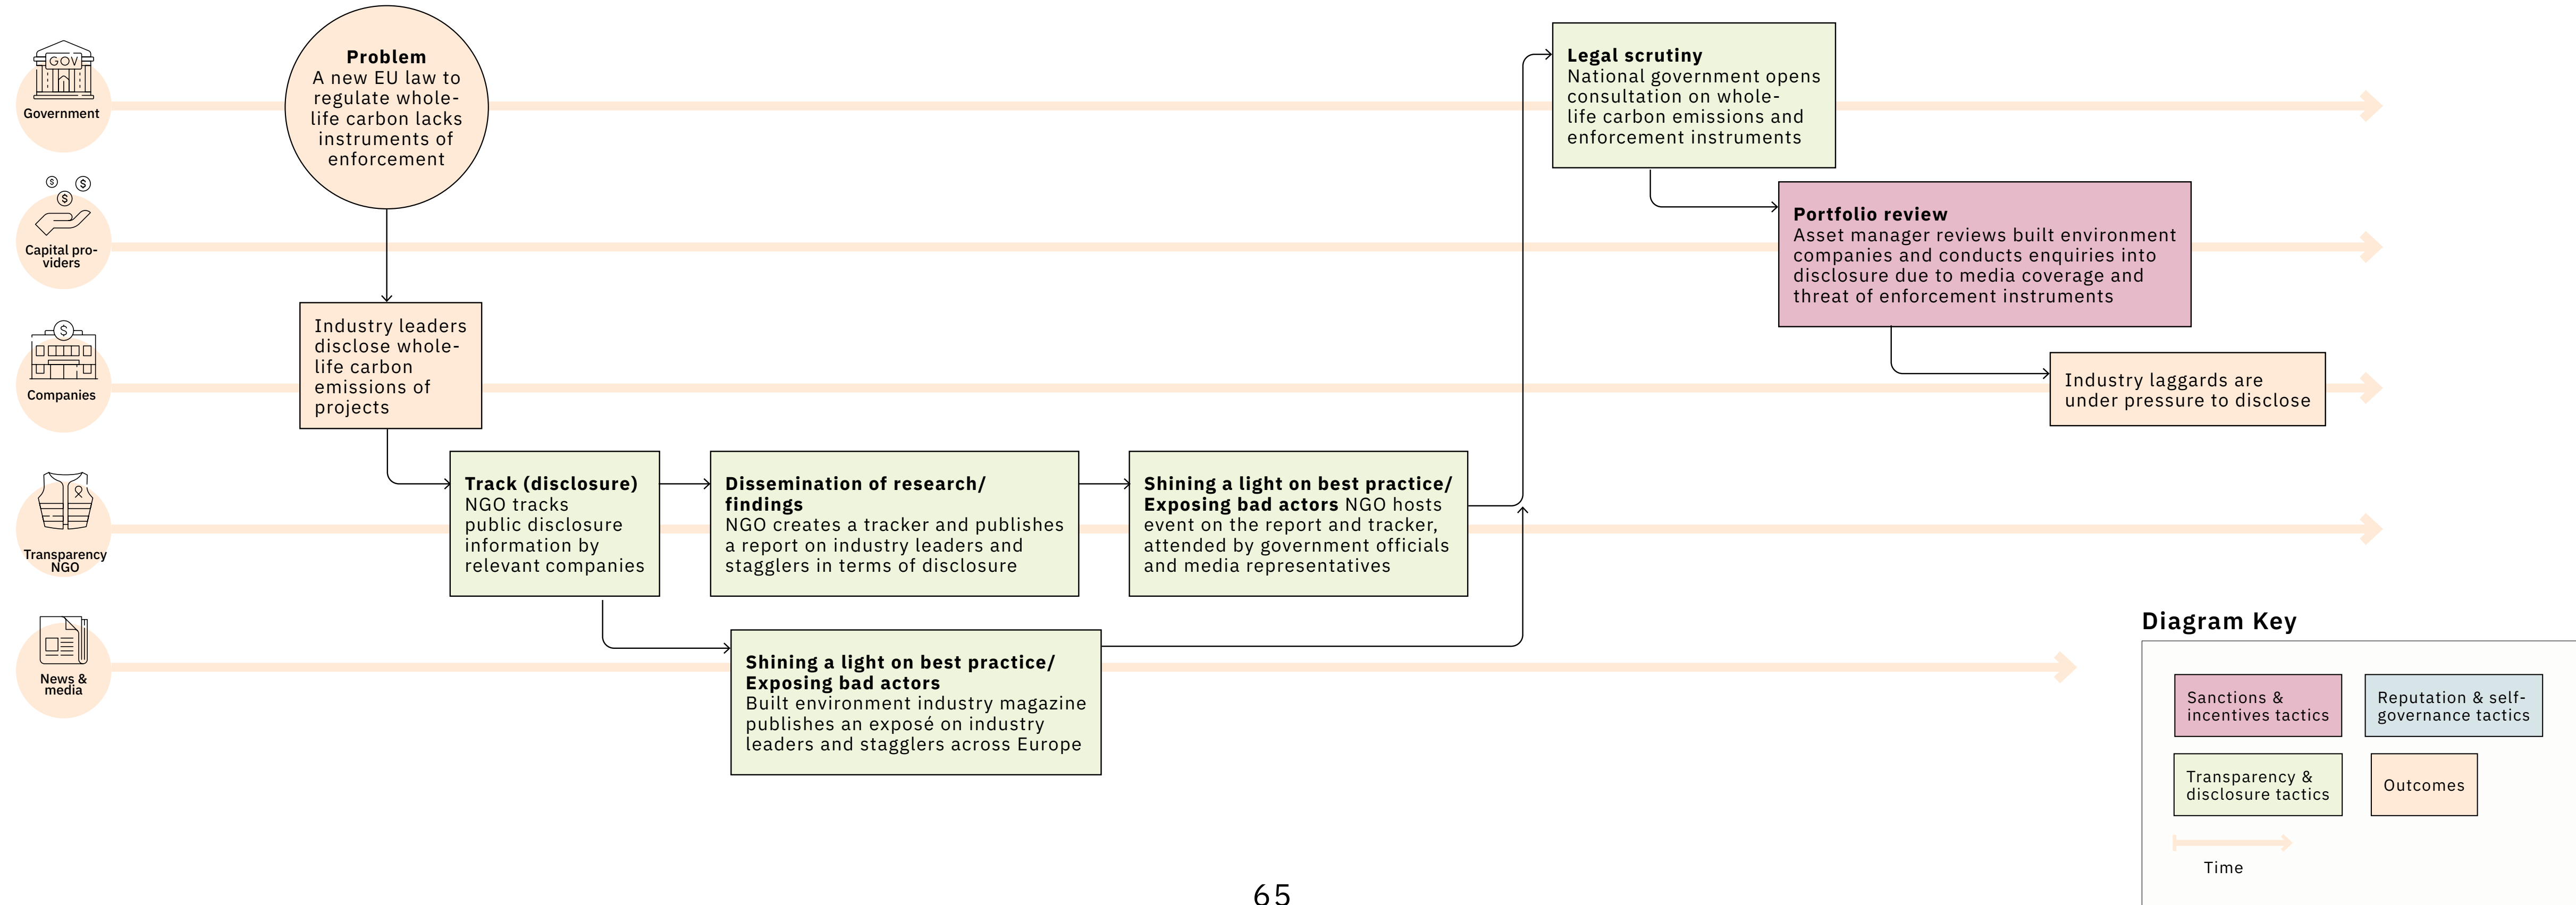 GOV
Government
Problem
A new EU law to
regulate whole-
life carbon lacks
instruments of
enforcement
Legal scrutiny
National government opens
consultation on whole-
life carbon emissions and
enforcement instruments
$ $
$
Capital pro-
viders
Portfolio review
Asset manager reviews built environment
companies and conducts enquiries into
disclosure due to media coverage and
threat of enforcement instruments
$
Companies
Industry leaders
disclose whole-
life carbon
emissions of
projects
Industry laggards are
under pressure to disclose
Transparency
NGO
Track (disclosure)
NGO tracks
public disclosure
information by
relevant companies
Dissemination of research/
findings
NGO creates a tracker and publishes
a report on industry leaders and
stagglers in terms of disclosure
Shining a light on best practice/
Exposing bad actors NGO hosts
event on the report and tracker,
attended by government officials
and media representatives
News &
media
Shining a light on best practice/
Exposing bad actors
Built environment industry magazine
publishes an exposé on industry
leaders and stagglers across Europe
Diagram Key
Sanctions &
incentives tactics
Reputation & self-
governance tactics
Transparency &
disclosure tactics
Outcomes
Time
65